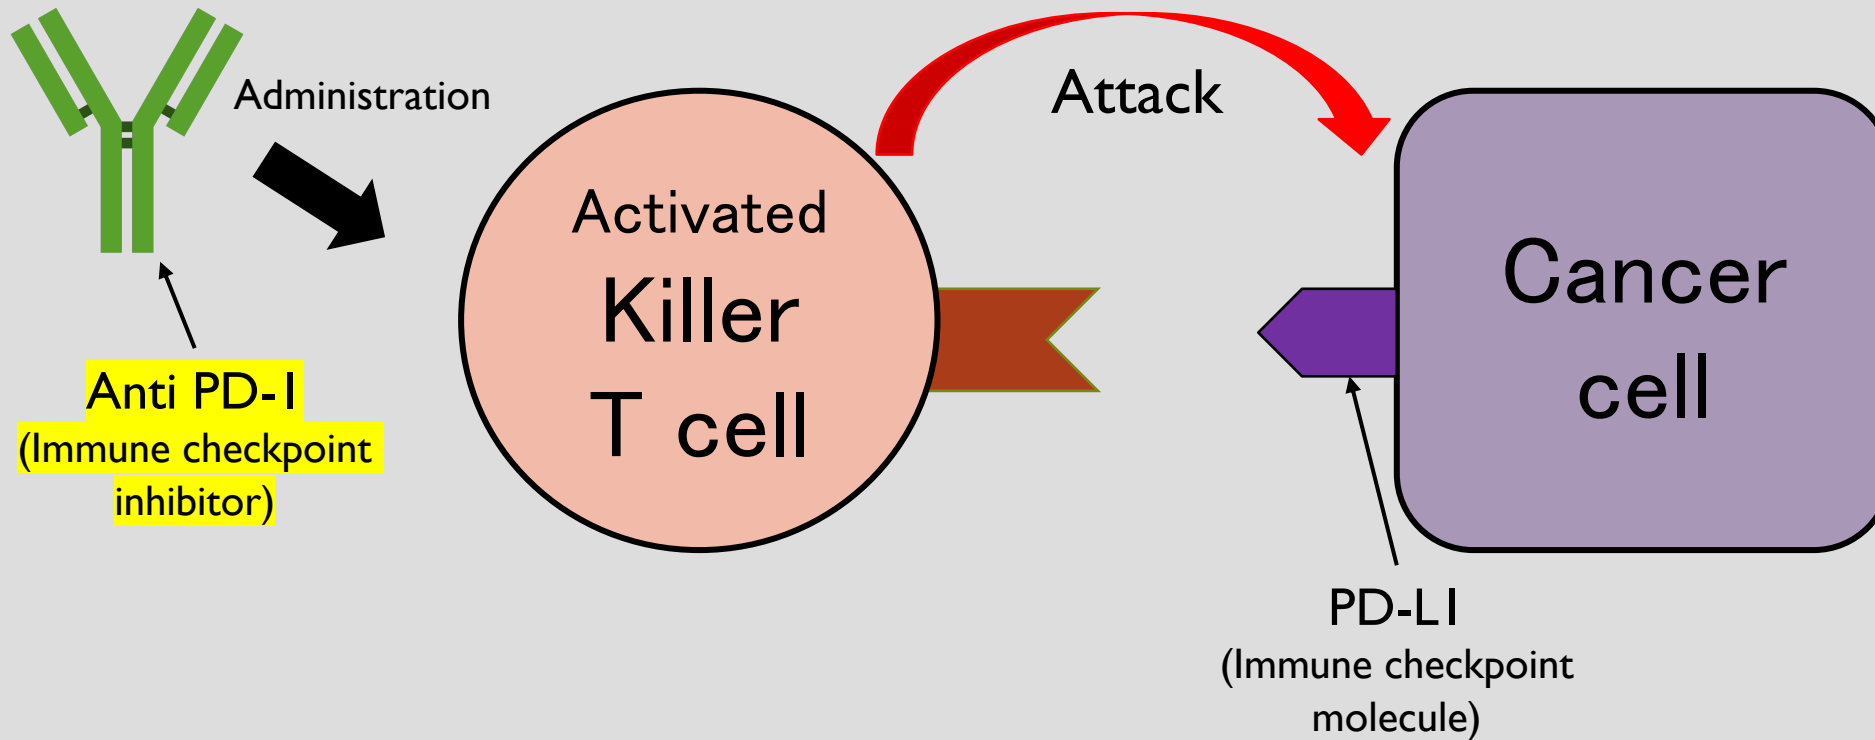 Administration
Attack
Activated
Killer
T cell
Cancer
cell
Anti PD-1
(Immune checkpoint
inhibitor)
PD-L1
(Immune checkpoint
molecule)